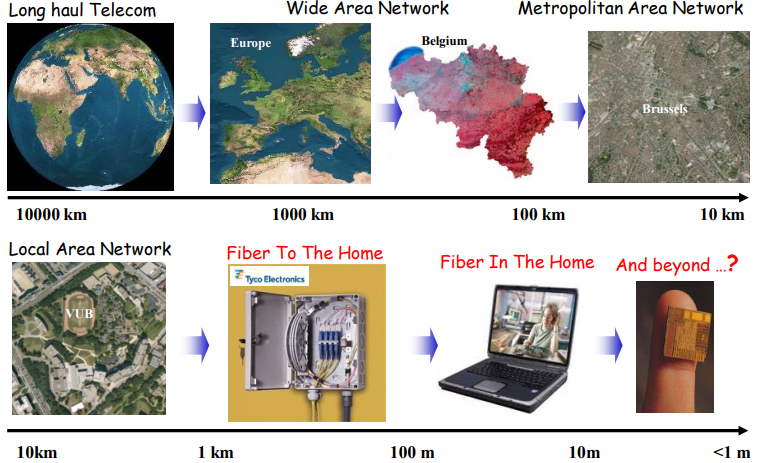 Long haul Telecom
Wide Area Network
Metropolitan Area Network
Europe
Belgium
Brussels
10000 km
1000 km
100 km
10 km
Local Area Network
Fiber To The Home
Fiber In The Home
And beyond ...?
Tyco Electronics
VUB
10km
1 km
100 m
10m
<1 m